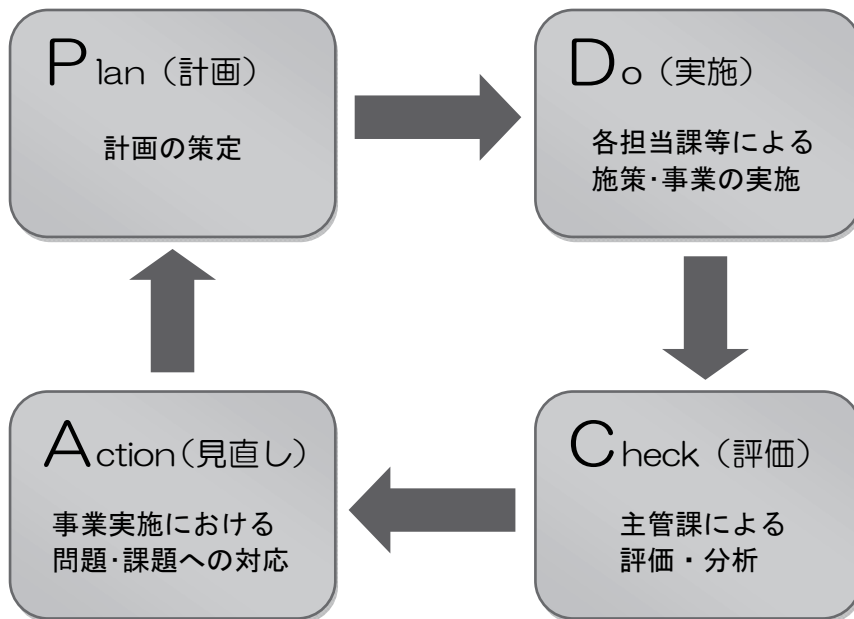 Plan（計画）
計画の策定
Do（実施）
各担当課等による
施策･事業の実施
Action（見直し）
事業実施における
問題･課題への対応
Check（評価）
主管課による
評価・分析